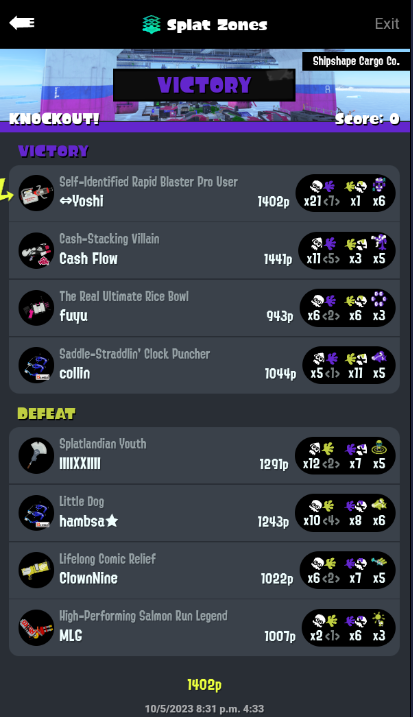 Splat Zones
Exit
Shipshape Cargo Co.
VICTORY
KNOCKOUT!
Score: 0
VICTORY
Self-Identified Rapid Blaster Pro User
⇔Yoshi
1402p
x21<7> x1 x6
Cash-Stacking Villain
Cash Flow
1441p
x11<5> x3 x5
The Real Ultimate Rice Bowl
fuyu
943p
x6<2> x6 x3
Saddle-Straddlin' Clock Puncher
collin
1044p
x5<1> x11 x5
DEFEAT
Splatlandian Youth
1291p
x12<2> x7 x5
Little Dog
hambsa★
1243p
x10<4> x8 x6
Lifelong Comic Relief
ClownNine
1022p
x6<2> x7 x5
High-Performing Salmon Run Legend
MLG
1007p
x2<1> x6 x3
1402p
10/5/2023 8:31 p.m. 4:33